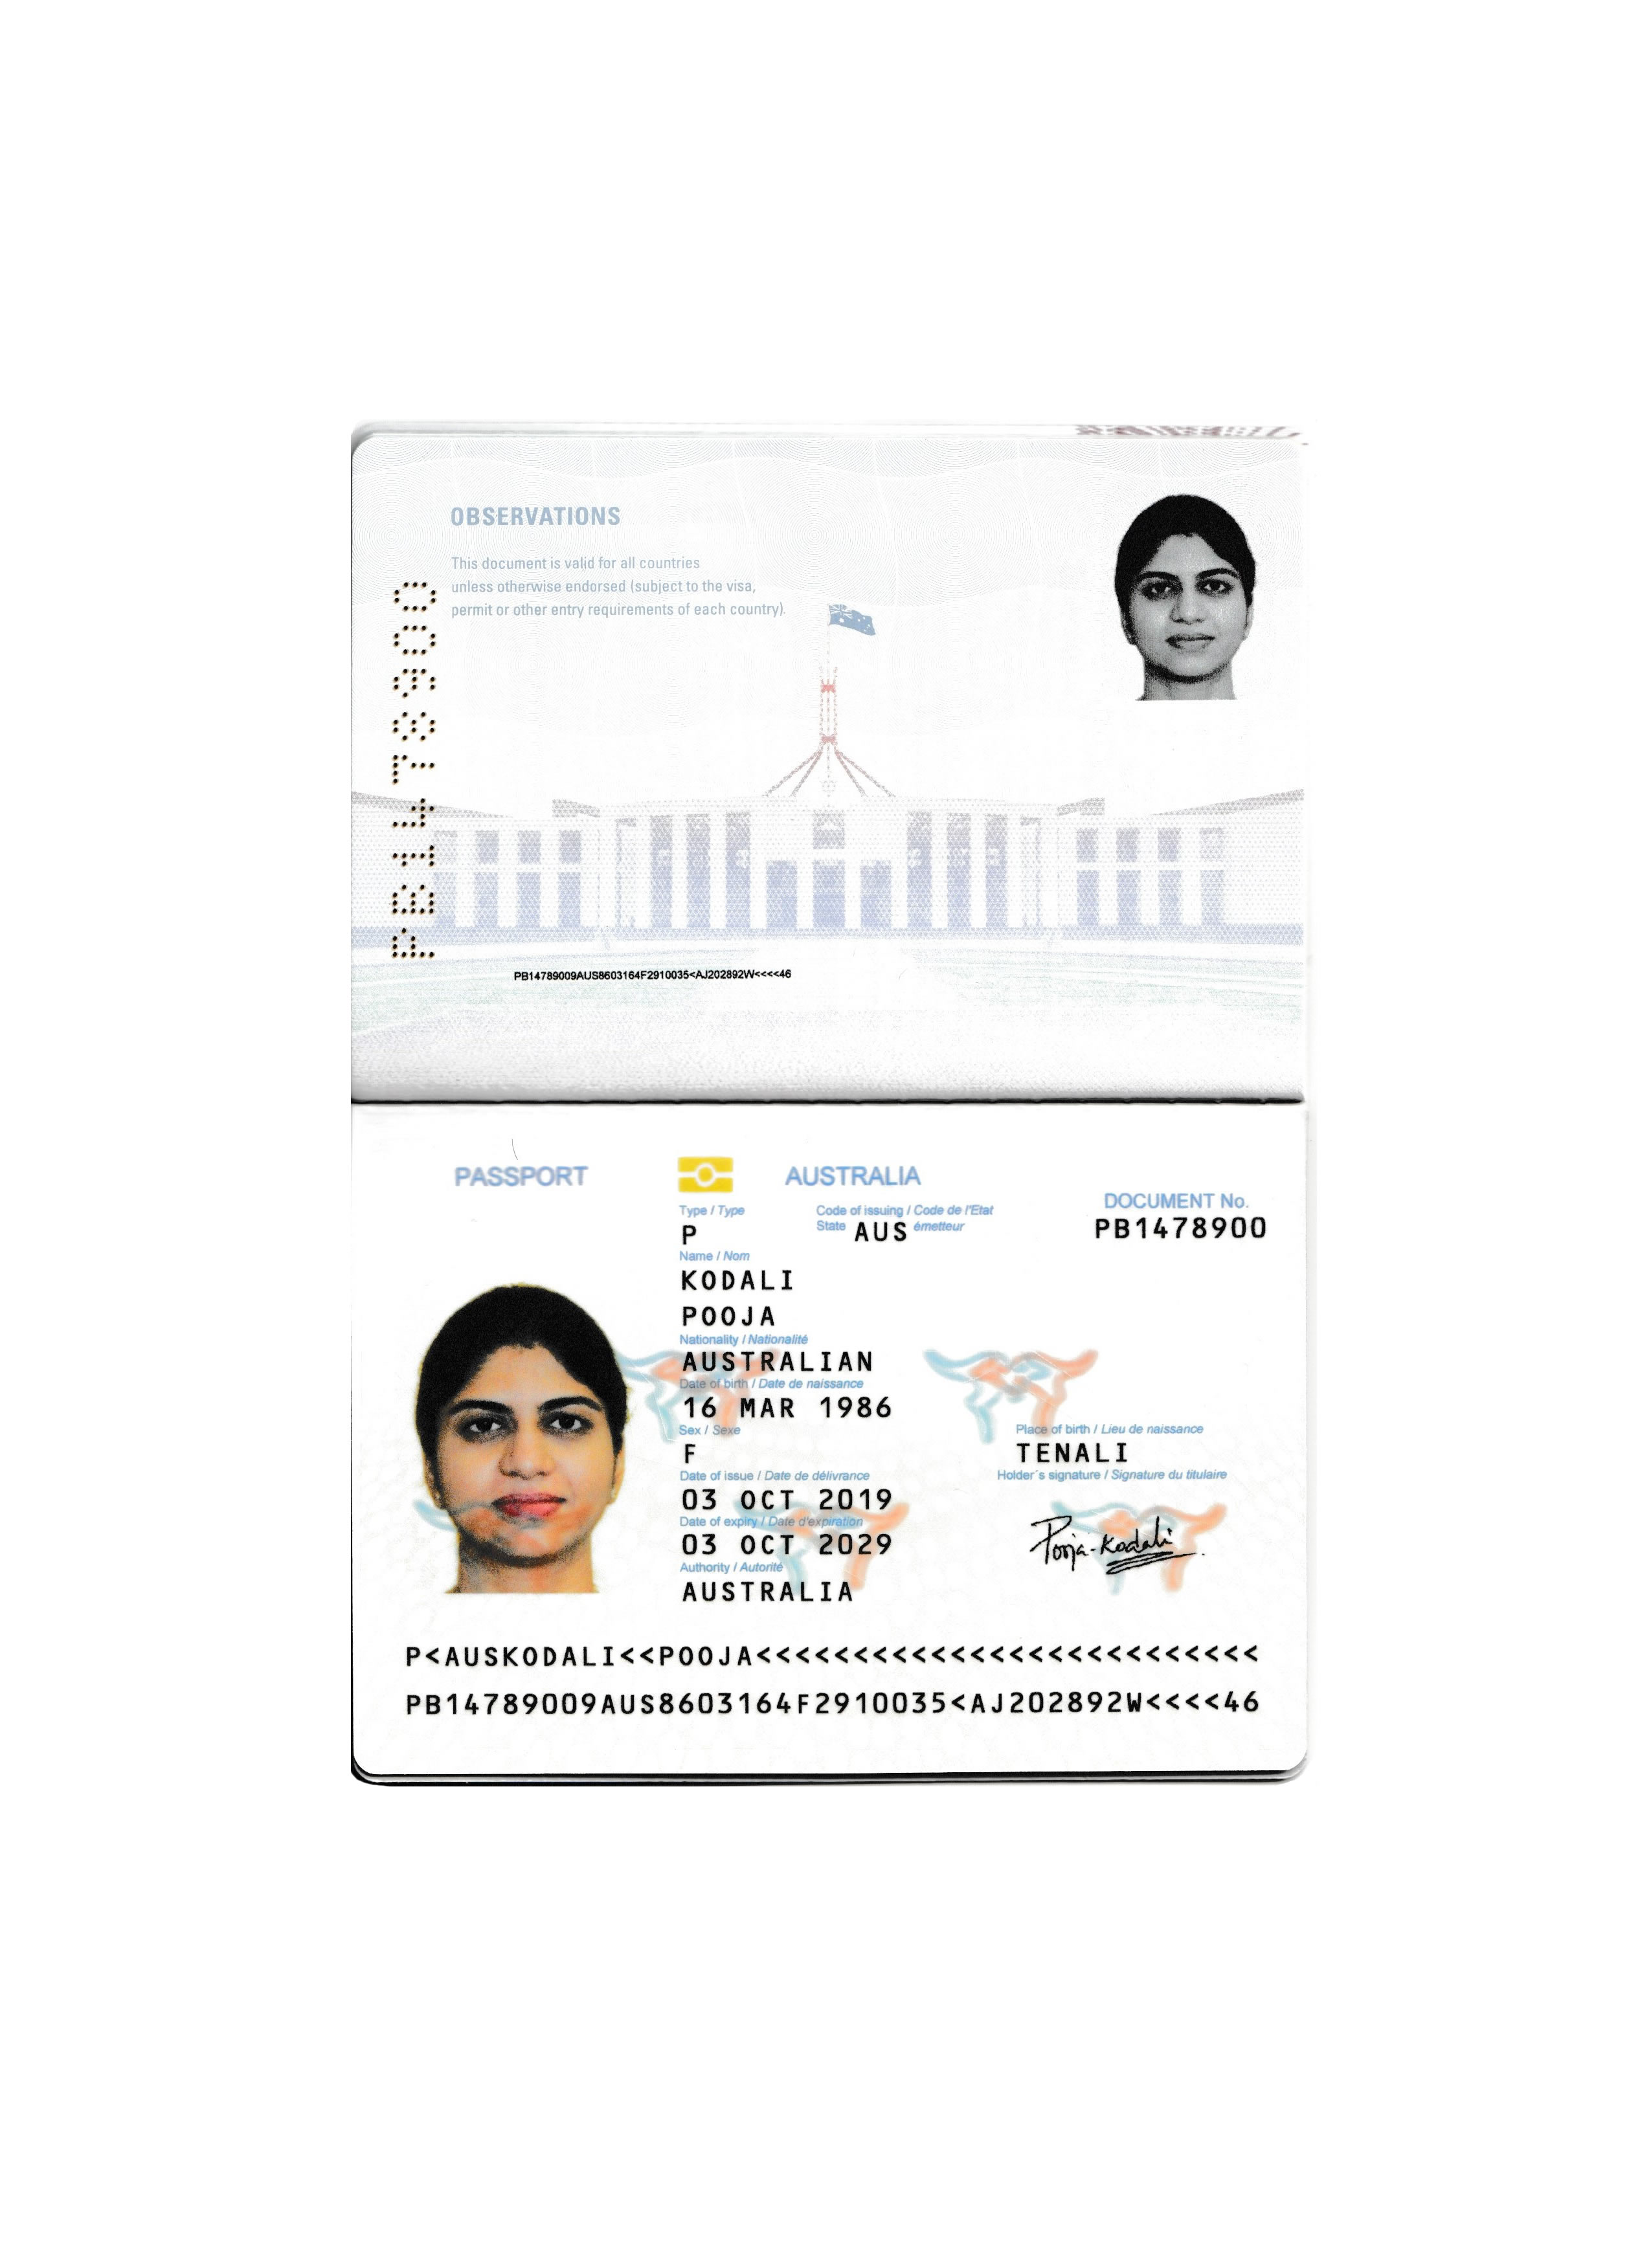 OBSERVATIONS
This document is valid for all countries
unless otherwise endorsed (subject to the visa,
permit or other entry requirements of each country).
PB1478900
PB14789009AUS8603164F2910035<AJ202892W<<<<46
PASSPORT
AUSTRALIA
DOCUMENT No.
PB1478900
Type / Type
P
Code of issuing / Code de l'Etat
State AUS émetteur
Name / Nom
KODALI
POOJA
Nationality / Nationalité
AUSTRALIAN
Date of birth / Date de naissance
16 MAR 1986
Sex / Sexe
F
Place of birth / Lieu de naissance
TENALI
Date of issue / Date de délivrance
03 OCT 2019
Holder´s signature / Signature du titulaire
Pooja-Kodali
Date of expiry / Date d'expiration
03 OCT 2029
Authority / Autorité
AUSTRALIA
P<AUSKODALI<<POOJA<<<<<<<<<<<<<<<<<<<<<<<<<<
PB14789009AUS8603164F2910035<AJ202892W<<<<46